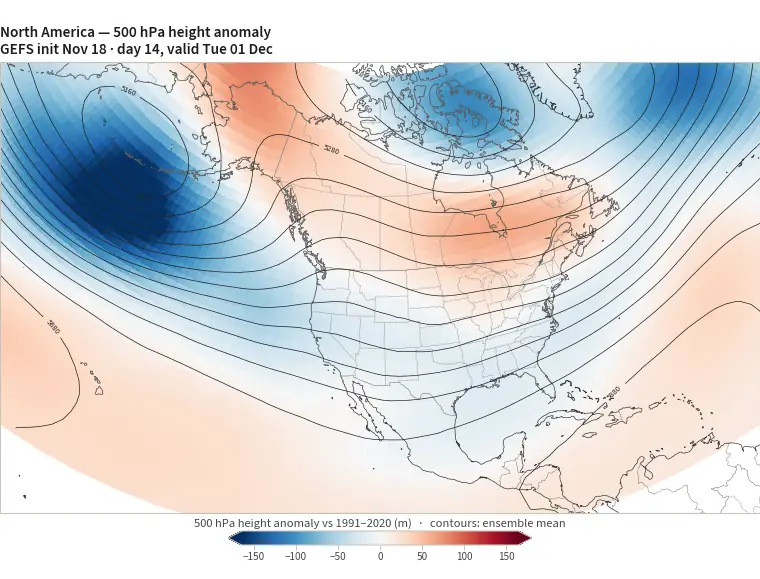 North America — 500 hPa height anomaly
GEFS init Nov 18 · day 14, valid Tue 01 Dec
5160
5280
5880
5880
500 hPa height anomaly vs 1991–2020 (m) · contours: ensemble mean
−150 −100 −50 0 50 100 150